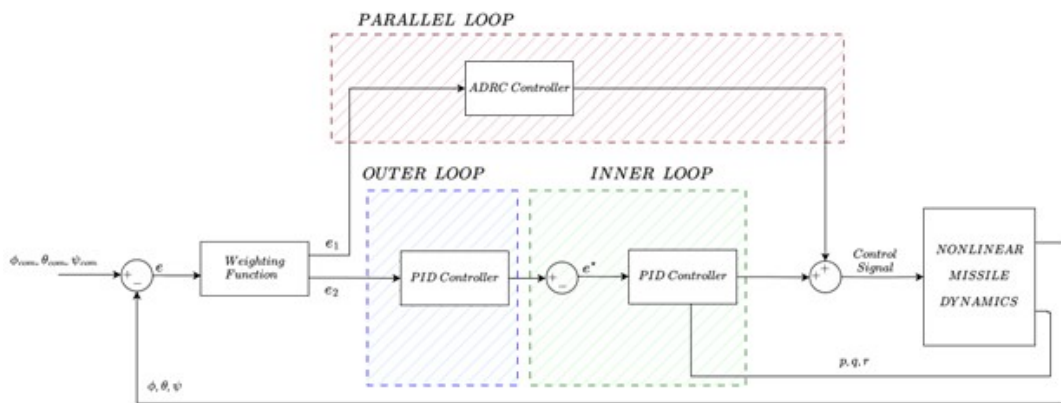 PARALLEL LOOP
ADRC Controller
OUTER LOOP
INNER LOOP
ϕcom, θcom, ψcom
+
−
e
Weighting
Function
e1
e2
PID Controller
+
−
e*
PID Controller
+
+
Control
Signal
NONLINEAR
MISSILE
DYNAMICS
p, q, r
ϕ, θ, ψ